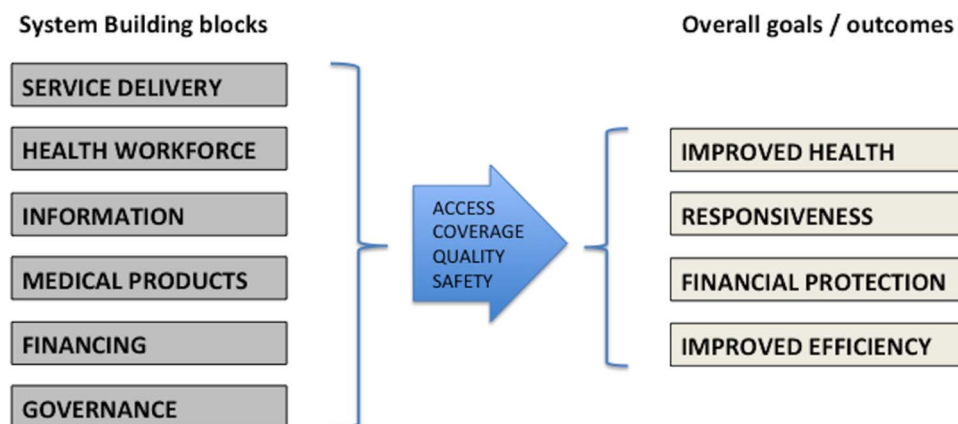 System Building blocks
SERVICE DELIVERY
HEALTH WORKFORCE
INFORMATION
MEDICAL PRODUCTS
FINANCING
GOVERNANCE
ACCESS
COVERAGE
QUALITY
SAFETY
Overall goals / outcomes
IMPROVED HEALTH
RESPONSIVENESS
FINANCIAL PROTECTION
IMPROVED EFFICIENCY